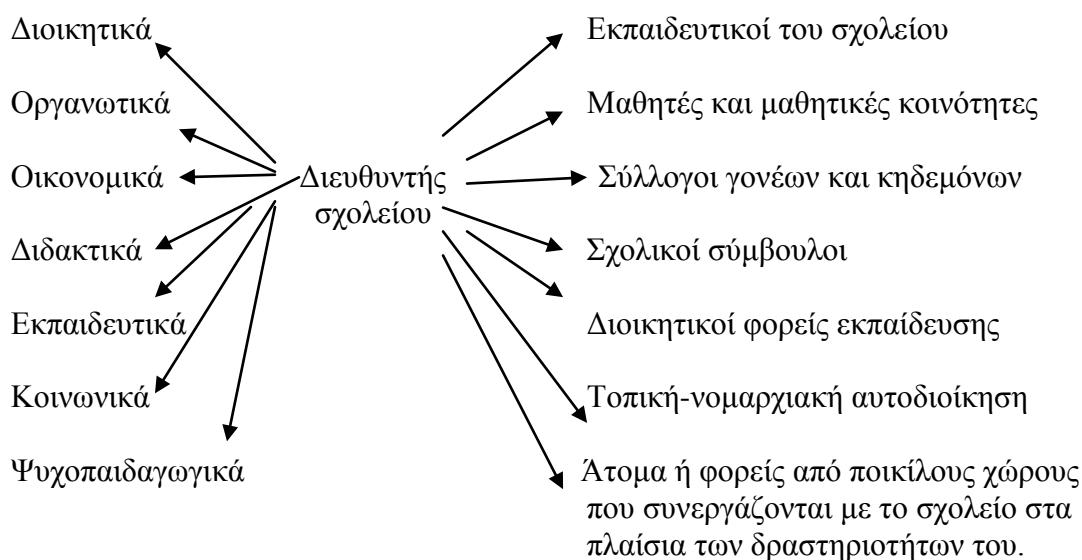 Διοικητικά
Οργανωτικά
Οικονομικά
Διδακτικά
Εκπαιδευτικά
Κοινωνικά
Ψυχοπαιδαγωγικά
Διευθυντής
σχολείου
Εκπαιδευτικοί του σχολείου
Μαθητές και μαθητικές κοινότητες
Σύλλογοι γονέων και κηδεμόνων
Σχολικοί σύμβουλοι
Διοικητικοί φορείς εκπαίδευσης
Τοπική-νομαρχιακή αυτοδιοίκηση
Άτομα ή φορείς από ποικίλους χώρους
που συνεργάζονται με το σχολείο στα
πλαίσια των δραστηριοτήτων του.